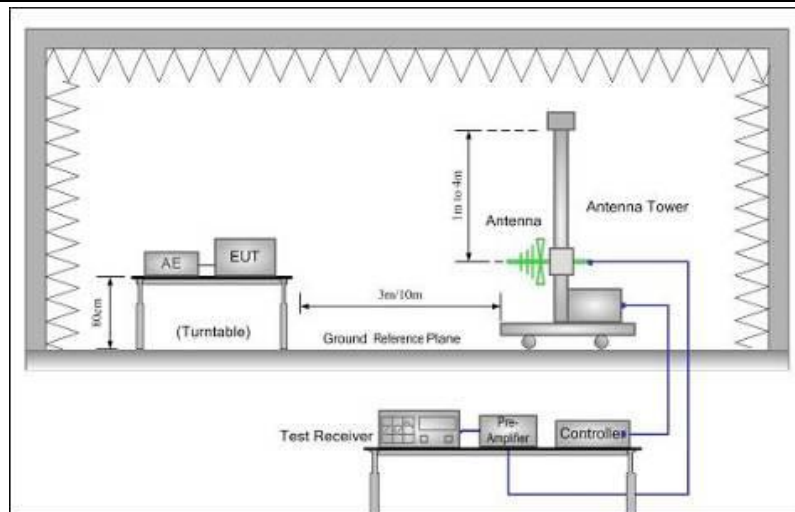 1m to 4m
Antenna
Antenna Tower
AE
EUT
80cm
3m/10m
(Turntable)
Ground Reference Plane
Test Receiver
Pre-
Amplifier
Controller